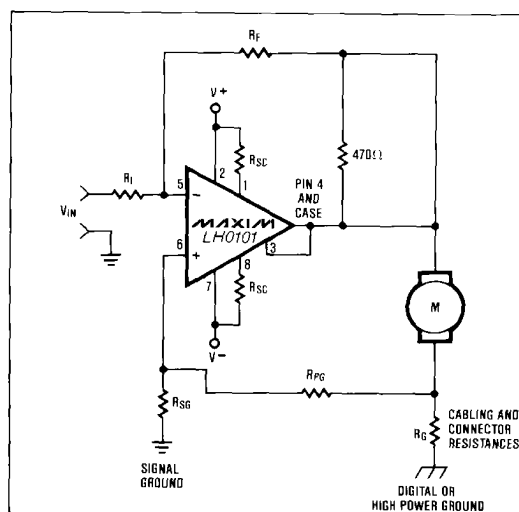 RF
V+
RSC
470Ω
2
1
RI
5
−
PIN 4
AND
CASE
VIN
MAXIM
LH0101
3
6
+
8
7
RSC
M
V−
RPG
CABLING AND
CONNECTOR
RESISTANCES
RSG
RG
SIGNAL
GROUND
DIGITAL OR
HIGH POWER GROUND